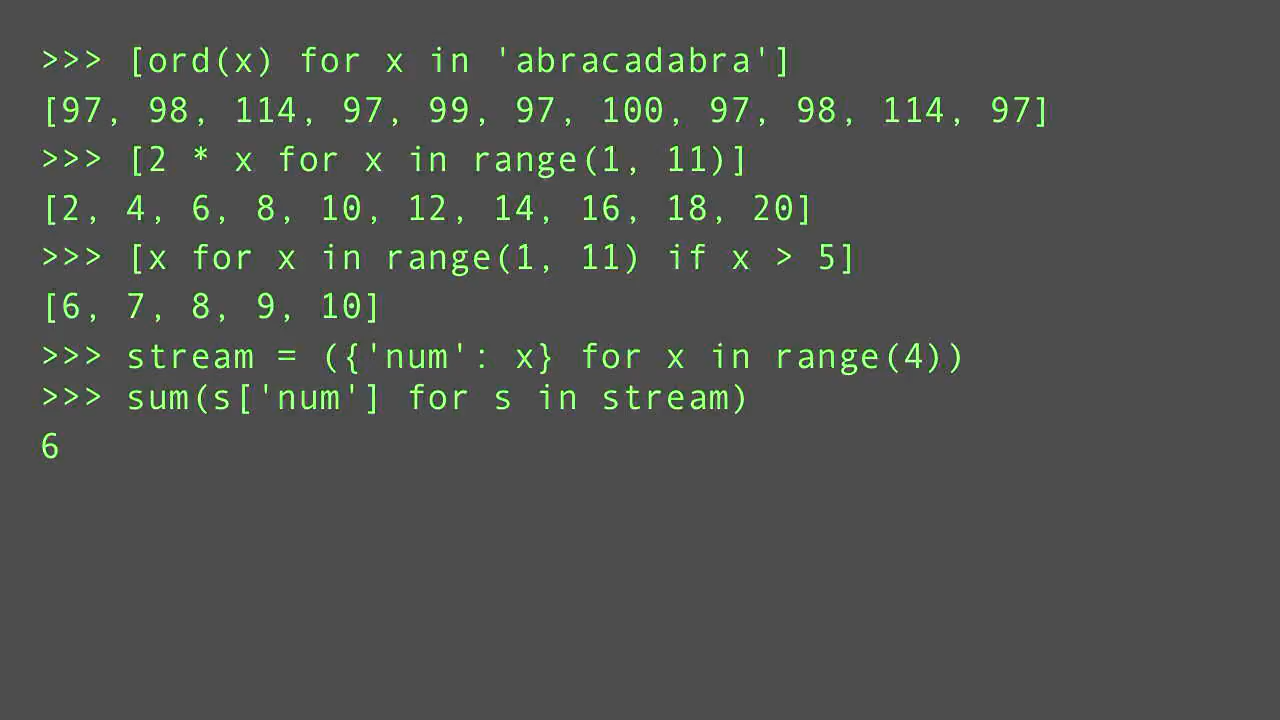 >>> [ord(x) for x in 'abracadabra']
[97, 98, 114, 97, 99, 97, 100, 97, 98, 114, 97]
>>> [2 * x for x in range(1, 11)]
[2, 4, 6, 8, 10, 12, 14, 16, 18, 20]
>>> [x for x in range(1, 11) if x > 5]
[6, 7, 8, 9, 10]
>>> stream = ({'num': x} for x in range(4))
>>> sum(s['num'] for s in stream)
6